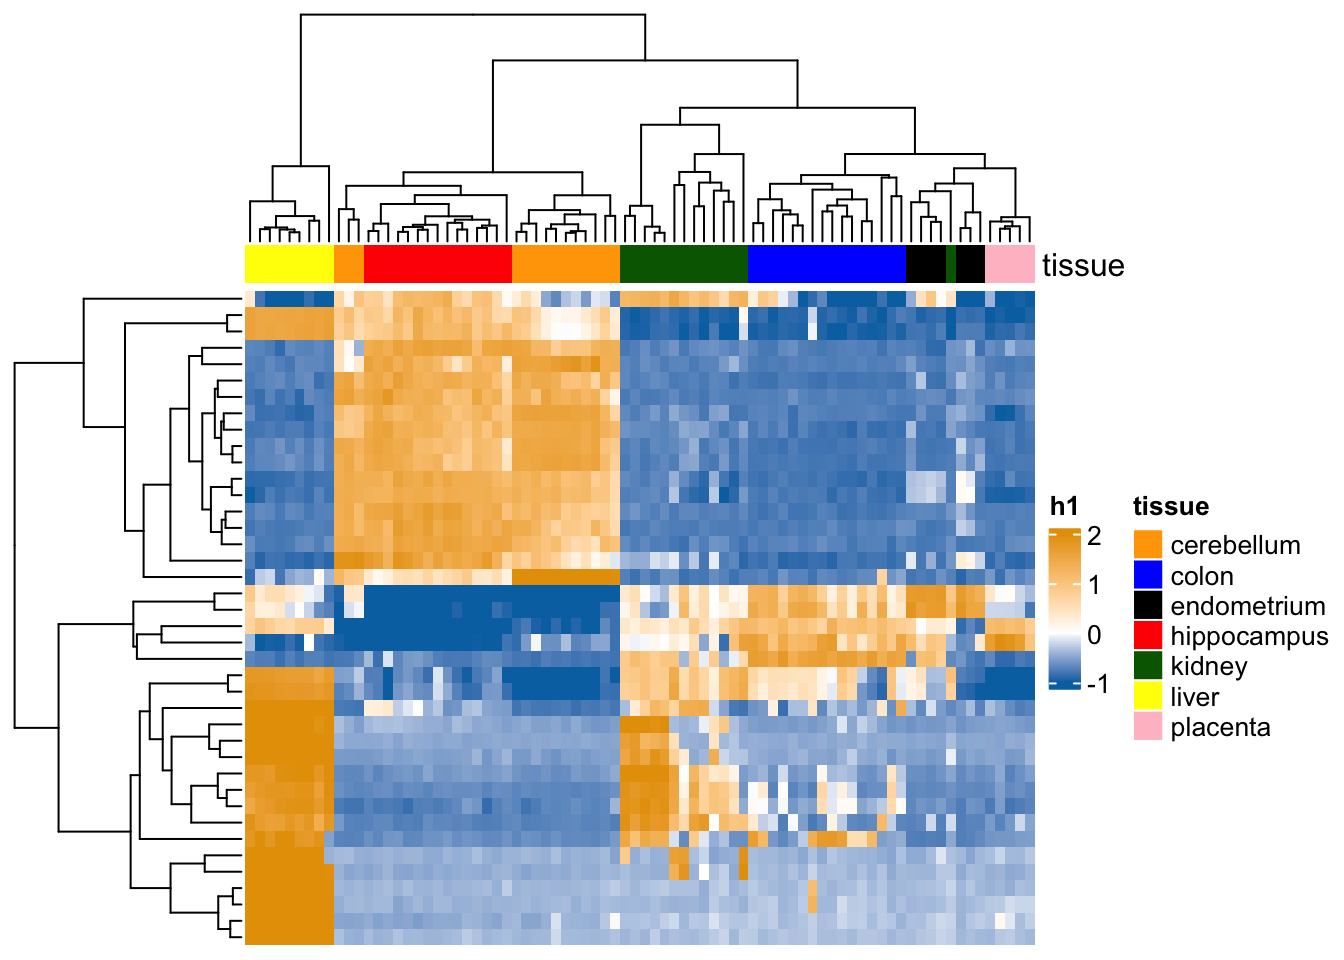 tissue
h1
2
1
0
-1
tissue
cerebellum
colon
endometrium
hippocampus
kidney
liver
placenta